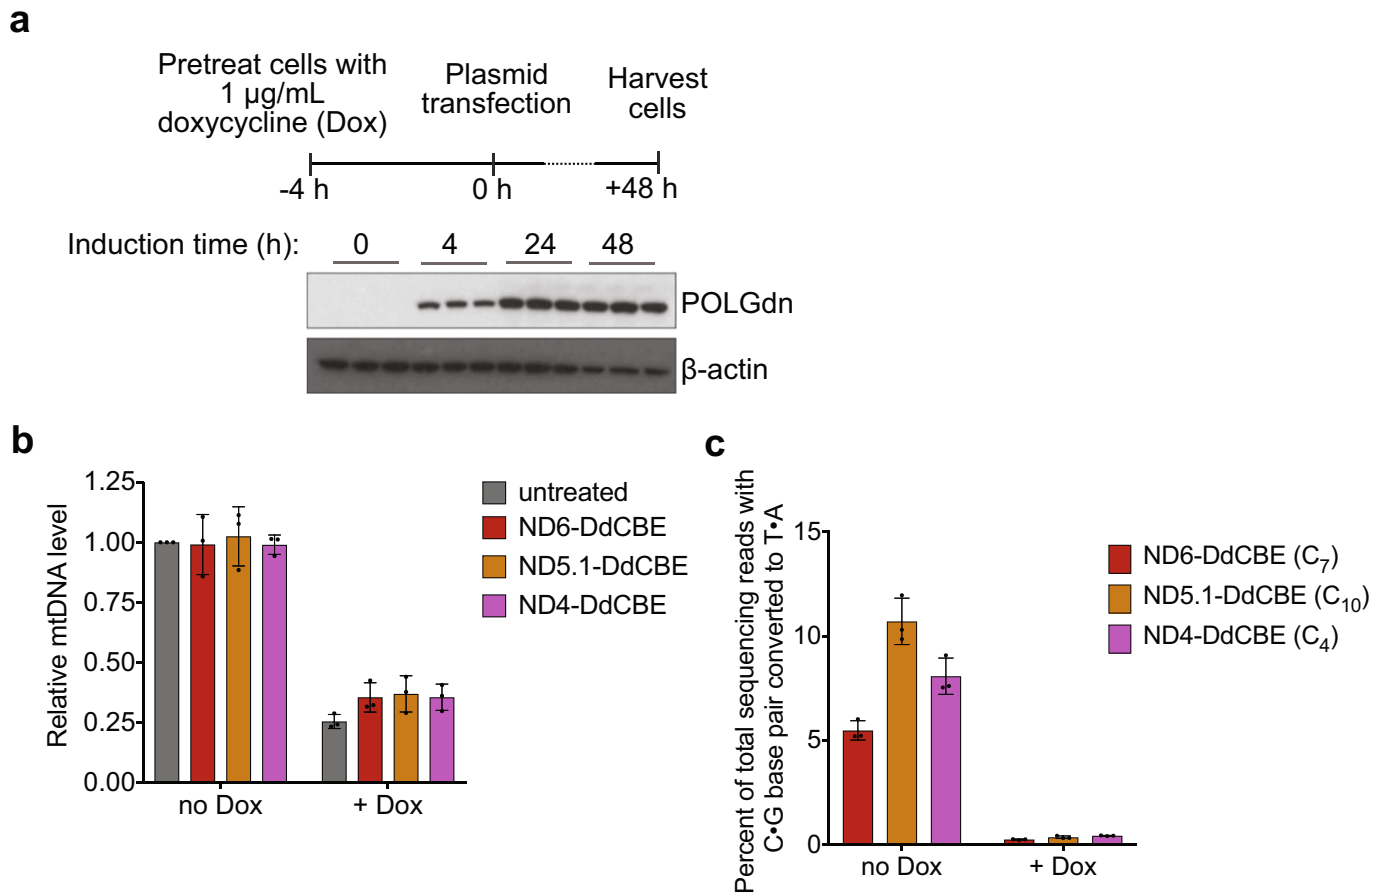 a
Pretreat cells with
1 µg/mL
doxycycline (Dox)
Plasmid
transfection
Harvest
cells
-4 h
0 h
+48 h
Induction time (h):
0
4
24
48
POLGdn
β-actin
b
Relative mtDNA level
1.25
1.00
0.75
0.50
0.25
0.00
no Dox
+ Dox
untreated
ND6-DdCBE
ND5.1-DdCBE
ND4-DdCBE
c
Percent of total sequencing reads with
C•G base pair converted to T•A
15
10
5
0
no Dox
+ Dox
ND6-DdCBE (C7)
ND5.1-DdCBE (C10)
ND4-DdCBE (C4)